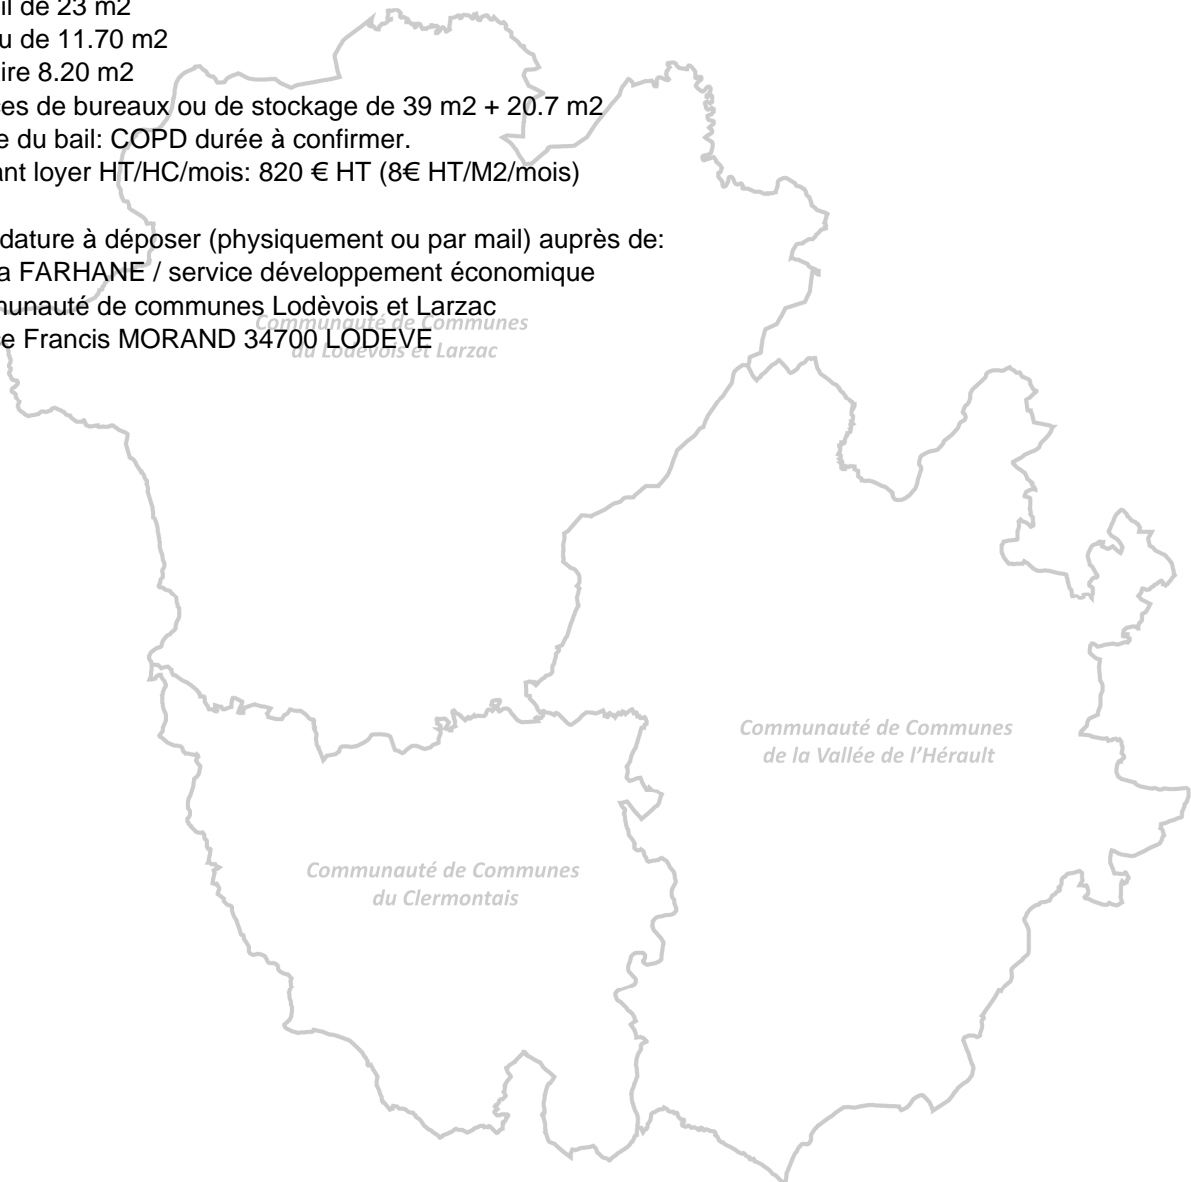 il de 23 m2
u de 11.70 m2
ire 8.20 m2
ces de bureaux ou de stockage de 39 m2 + 20.7 m2
e du bail: COPD durée à confirmer.
ant loyer HT/HC/mois: 820 € HT (8€ HT/M2/mois)
dature à déposer (physiquement ou par mail) auprès de:
a FARHANE / service développement économique
munauté de communes Lodèvois et Larzac
e Francis MORAND 34700 LODEVE
Communauté de Communes
du Lodévois et Larzac
Communauté de Communes
de la Vallée de l'Hérault
Communauté de Communes
du Clermontais